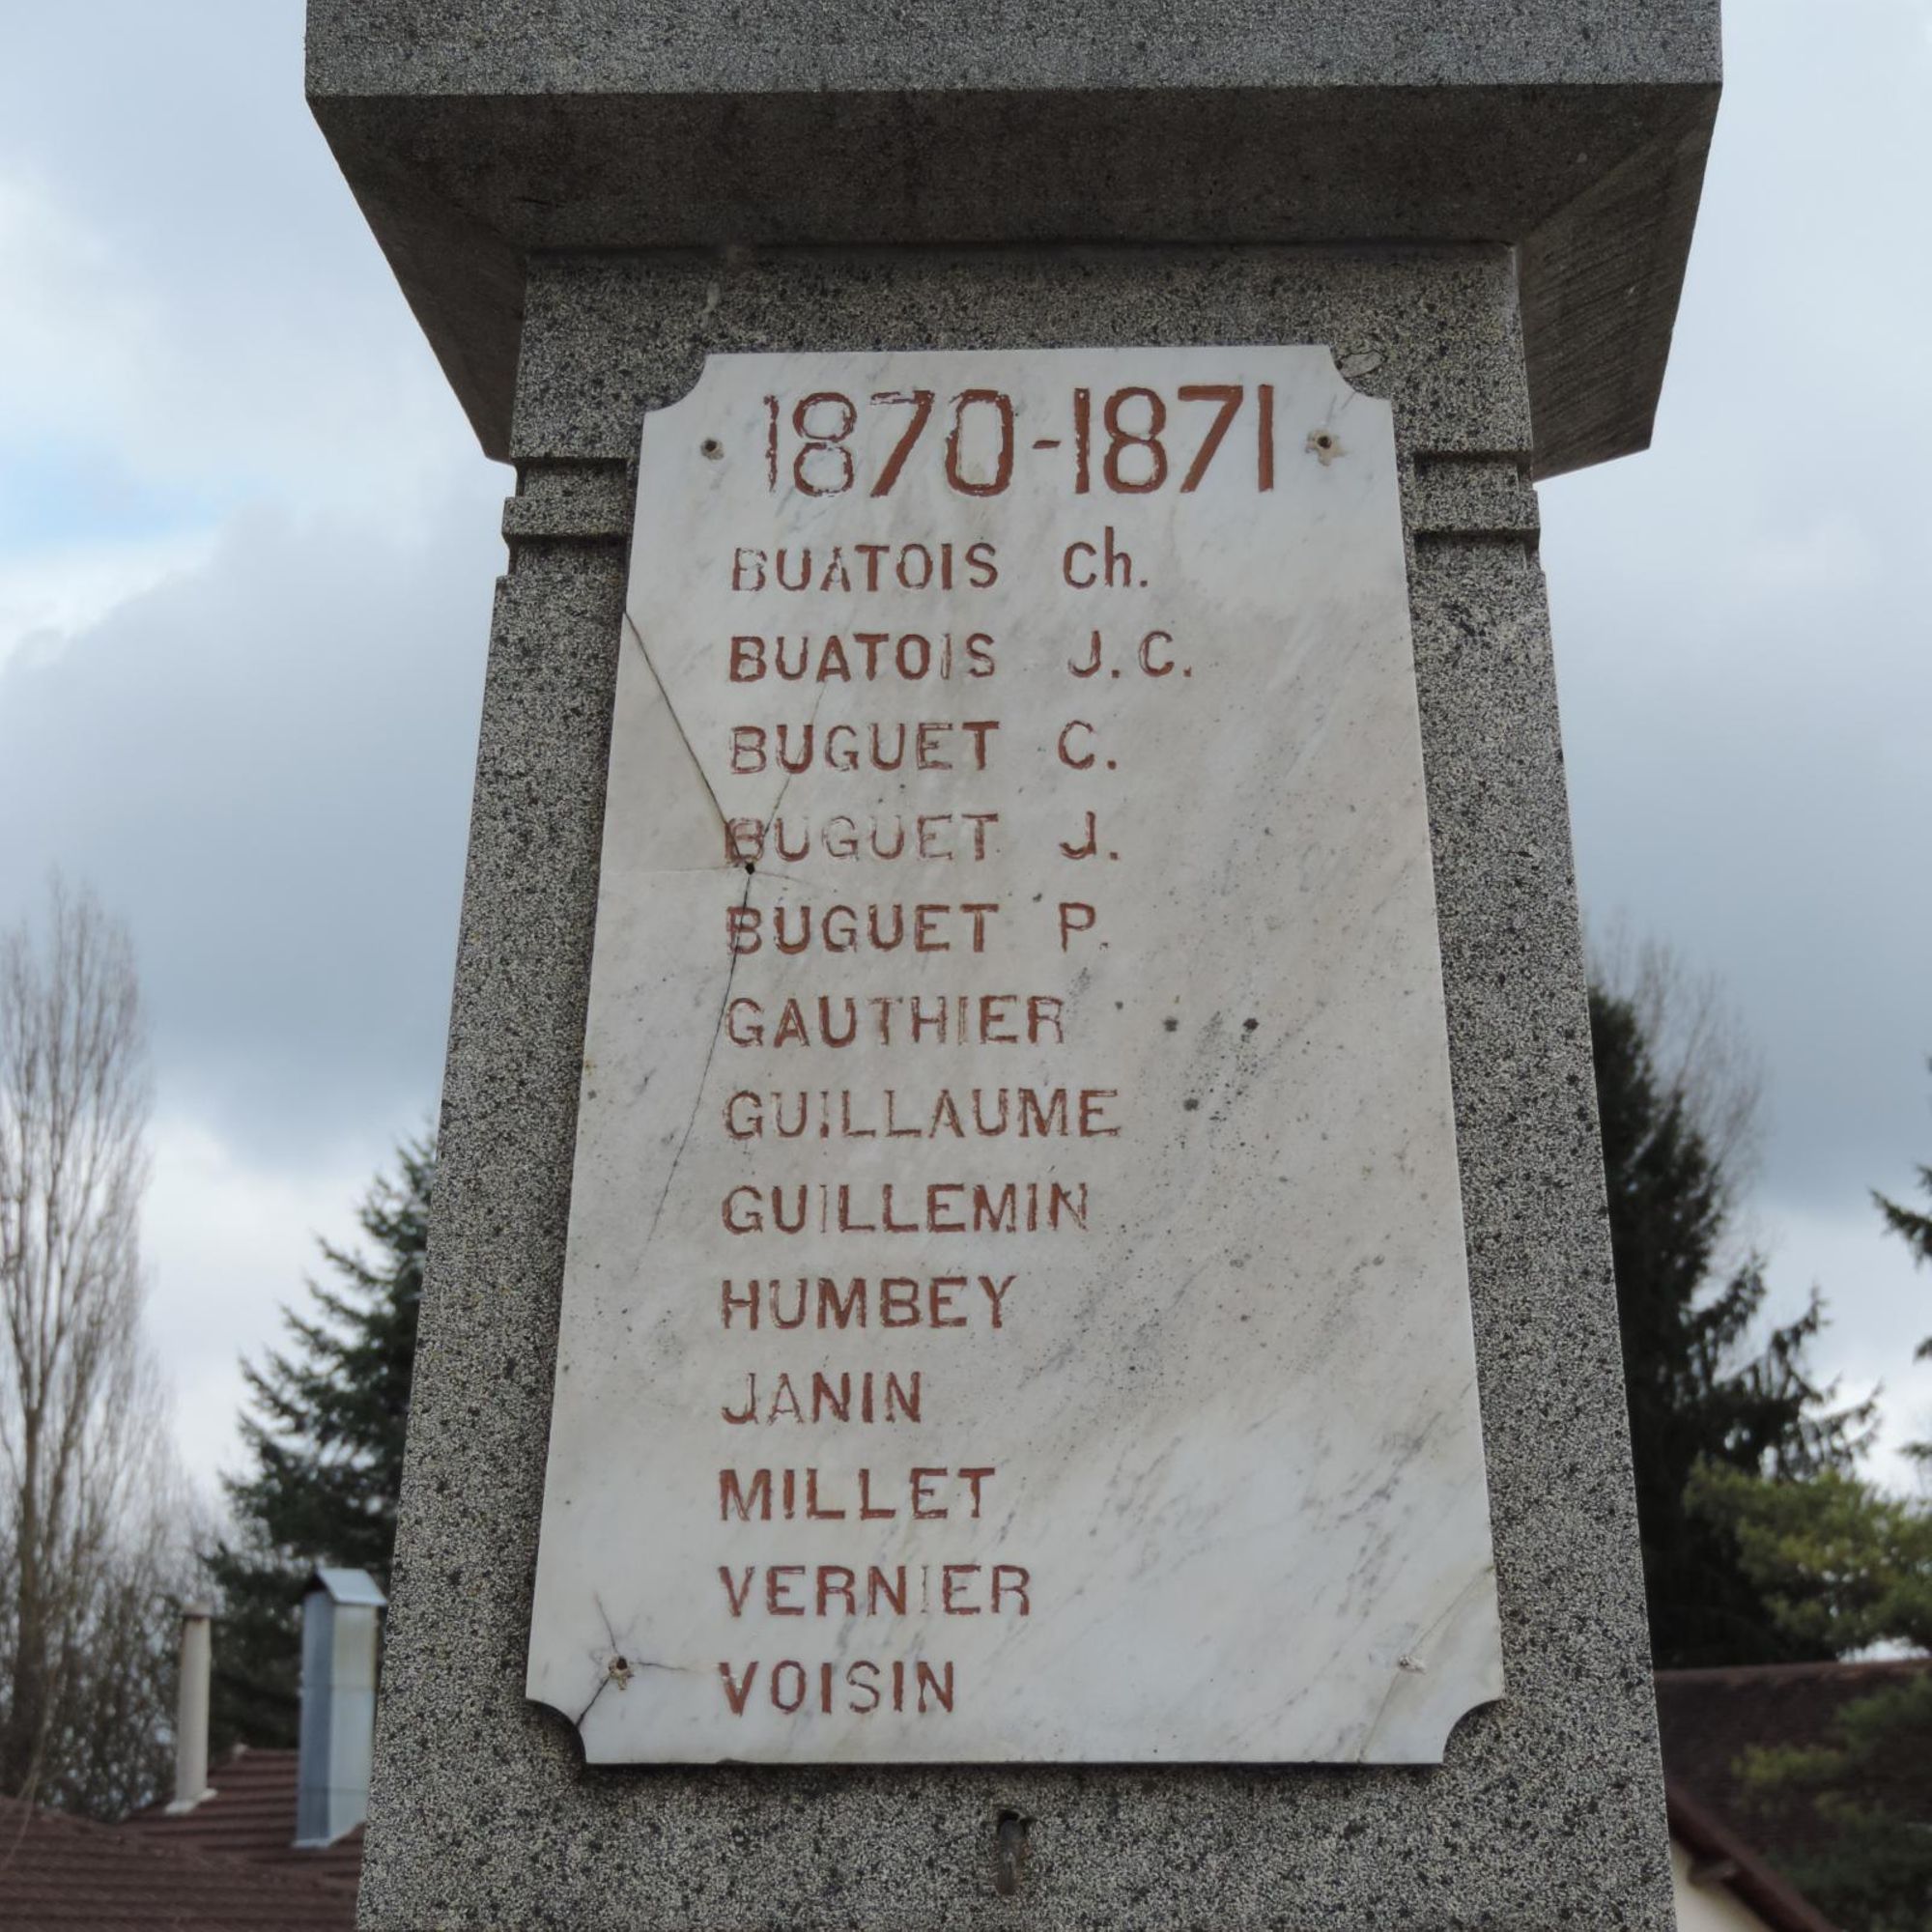 1870-1871
BUATOIS Ch.
BUATOIS J.C.
BUGUET C.
BUGUET J.
BUGUET P.
GAUTHIER
GUILLAUME
GUILLEMIN
HUMBEY
JANIN
MILLET
VERNIER
VOISIN